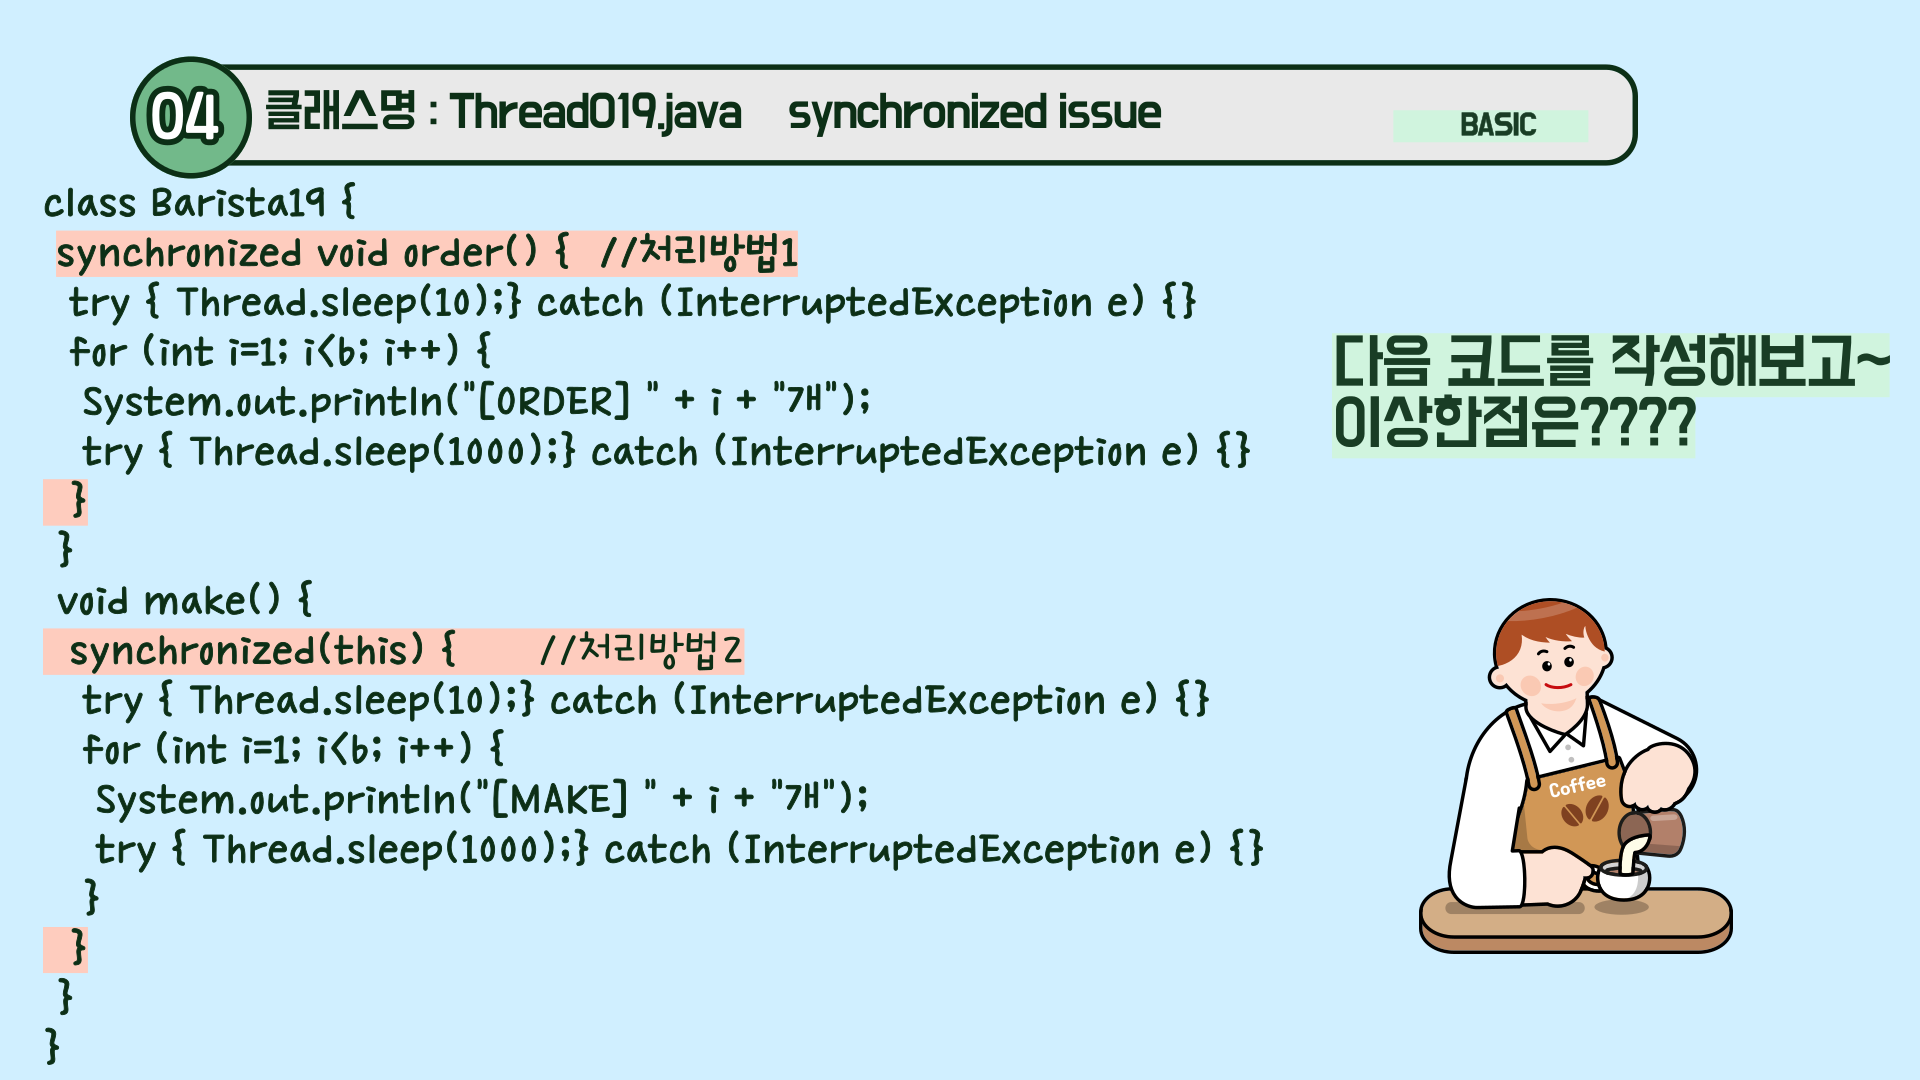 04 클래스명 : Thread019.java synchronized issue BASIC
class Barista19 {
synchronized void order() { //처리방법1
try { Thread.sleep(10);} catch (InterruptedException e) {}
for (int i=1; i<b; i++) {
System.out.println("[ORDER] " + i + "개");
try { Thread.sleep(1000);} catch (InterruptedException e) {}
}
}
void make() {
synchronized(this) { //처리방법2
try { Thread.sleep(10);} catch (InterruptedException e) {}
for (int i=1; i<b; i++) {
System.out.println("[MAKE] " + i + "개");
try { Thread.sleep(1000);} catch (InterruptedException e) {}
}
}
}
}
다음 코드를 작성해보고~
이상한점은????
Coffee